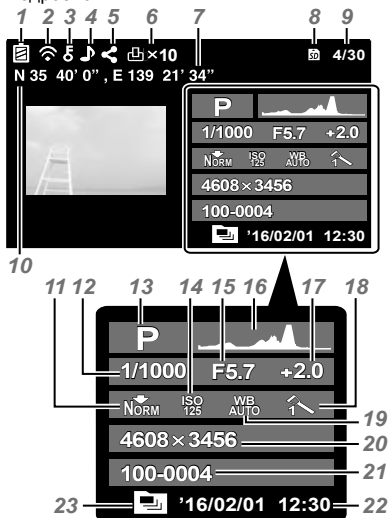 1 2 3 4 5 6 7 8 9
×10 SD 4/30
N 35 40' 0", E 139 21' 34"
P
1/1000 F5.7 +2.0
NORM ISO 125 WB AUTO 1
4608×3456
100-0004
'16/02/01 12:30
10
11 12 13 14 15 16 17 18
P
1/1000 F5.7 +2.0
NORM ISO 125 WB AUTO 1
19
4608×3456 20
100-0004 21
23 '16/02/01 12:30 22